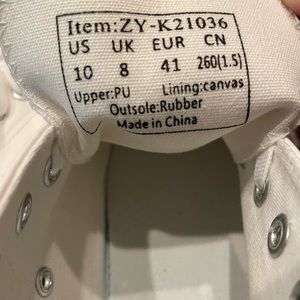 Item:ZY-K21036
US UK EUR CN
10 8 41 260(1.5)
Upper:PU Lining:canvas
Outsole:Rubber
Made in China